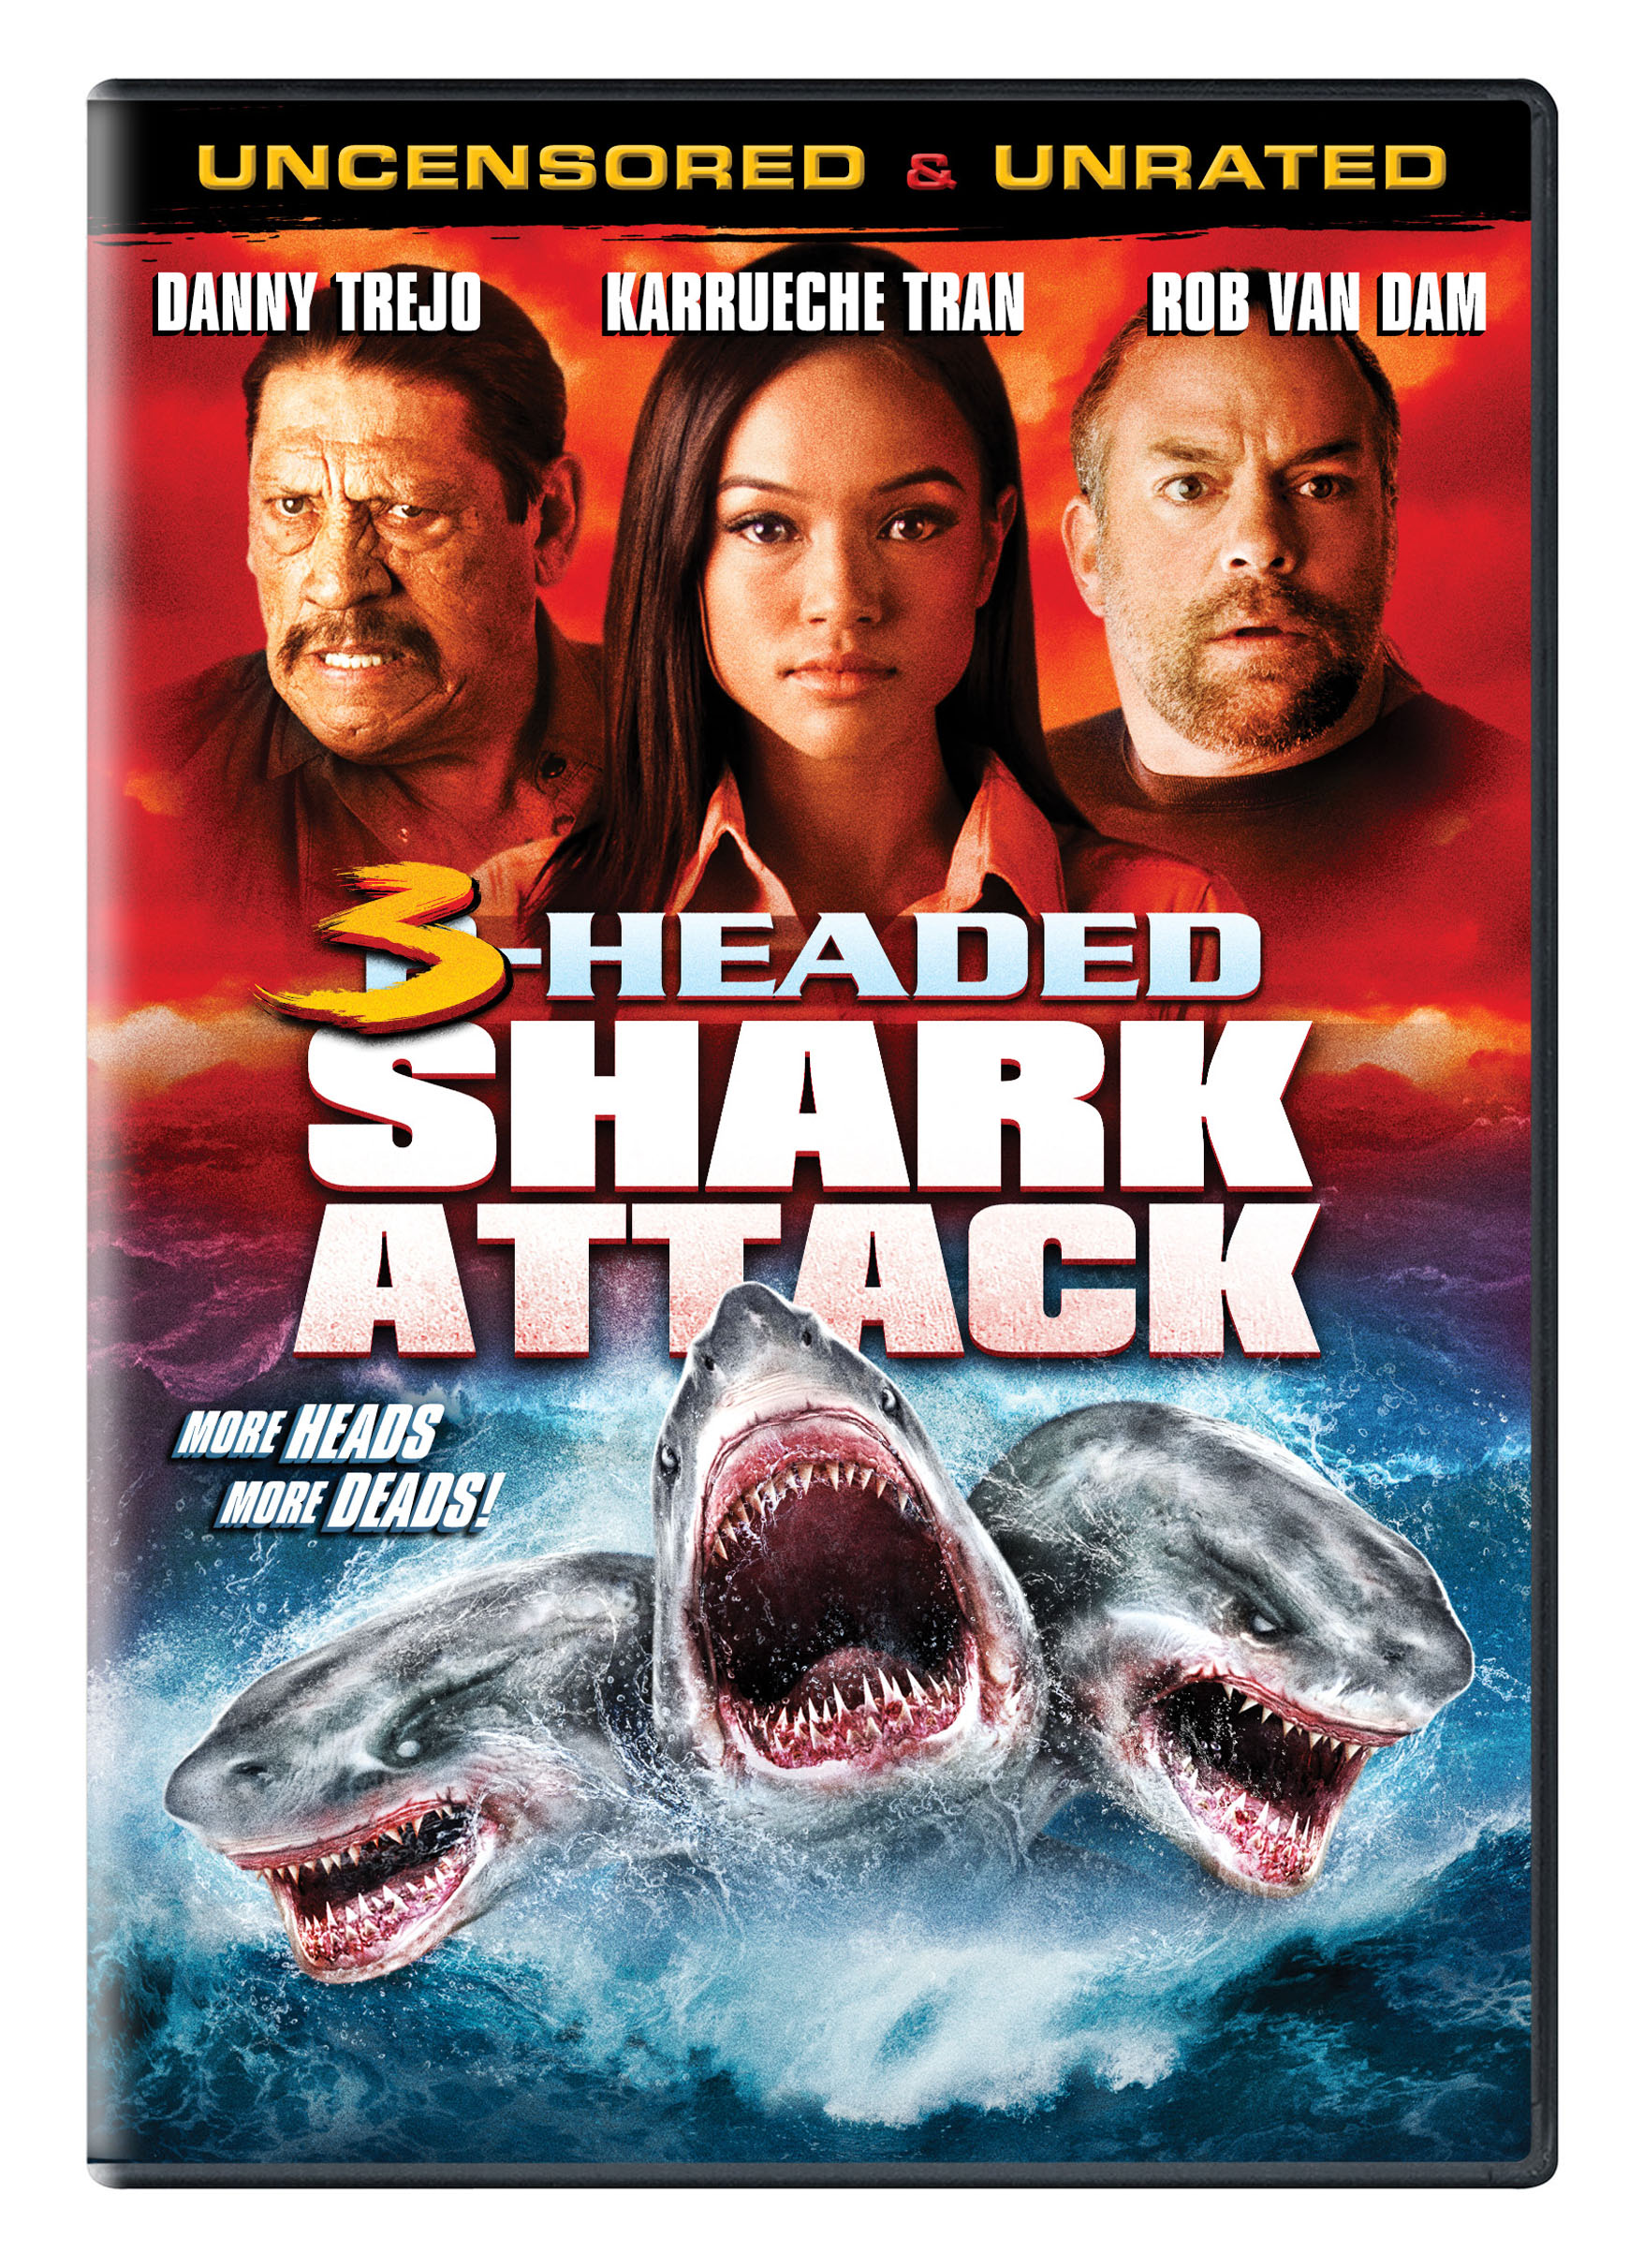 UNCENSORED & UNRATED
DANNY TREJO KARRUECHE TRAN ROB VAN DAM
3-HEADED
SHARK
ATTACK
MORE HEADS
MORE DEADS!